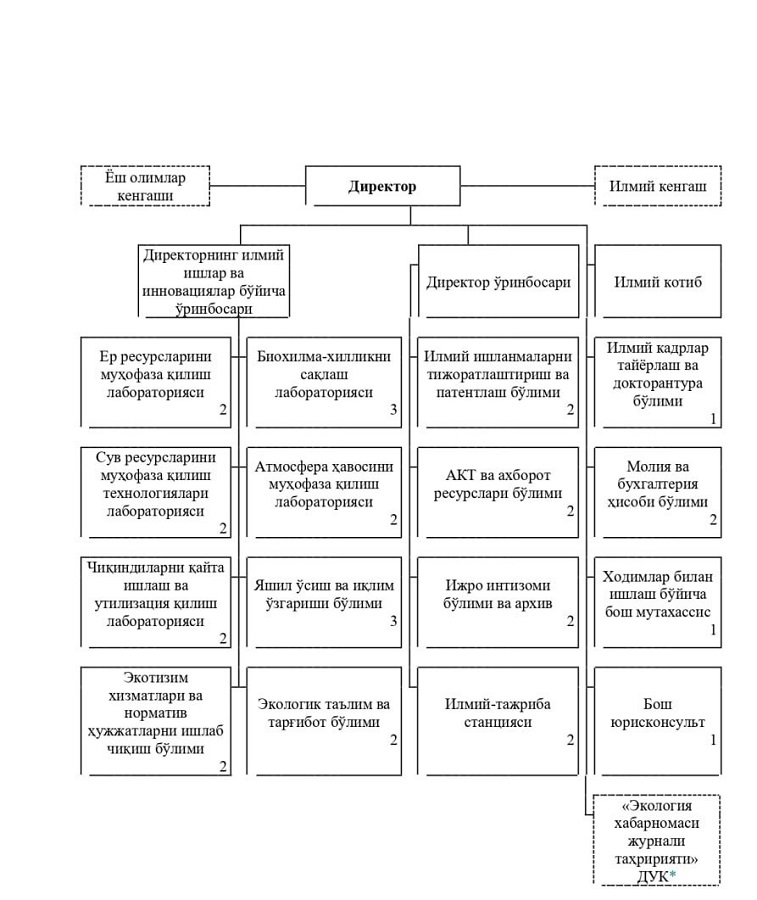 Ёш олимлар
кенгаши
Директор
Илмий кенгаш
Директорнинг илмий
ишлар ва
инновациялар бўйича
ўринбосари
Директор ўринбосари
Илмий котиб
Ер ресурсларини
муҳофаза қилиш
лабораторияси
2
Биохилма-хилликни
сақлаш
лабораторияси
3
Илмий ишланмаларни
тижоратлаштириш ва
патентлаш бўлими
2
Илмий кадрлар
тайёрлаш ва
докторантура
бўлими
1
Сув ресурсларини
муҳофаза қилиш
технологиялари
лабораторияси
2
Атмосфера ҳавосини
муҳофаза қилиш
лабораторияси
2
АКТ ва ахборот
ресурслари бўлими
2
Молия ва
бухгалтерия
ҳисоби бўлими
2
Чиқиндиларни қайта
ишлаш ва
утилизация қилиш
лабораторияси
2
Яшил ўсиш ва иқлим
ўзгариши бўлими
3
Ижро интизоми
бўлими ва архив
2
Ходимлар билан
ишлаш бўйича
бош мутахассис
1
Экотизим
хизматлари ва
норматив
ҳужжатларни ишлаб
чиқиш бўлими
2
Экологик таълим ва
тарғибот бўлими
2
Илмий-тажриба
станцияси
2
Бош
юрисконсульт
1
«Экология
хабарномаси
журнали
таҳририяти»
ДУК*